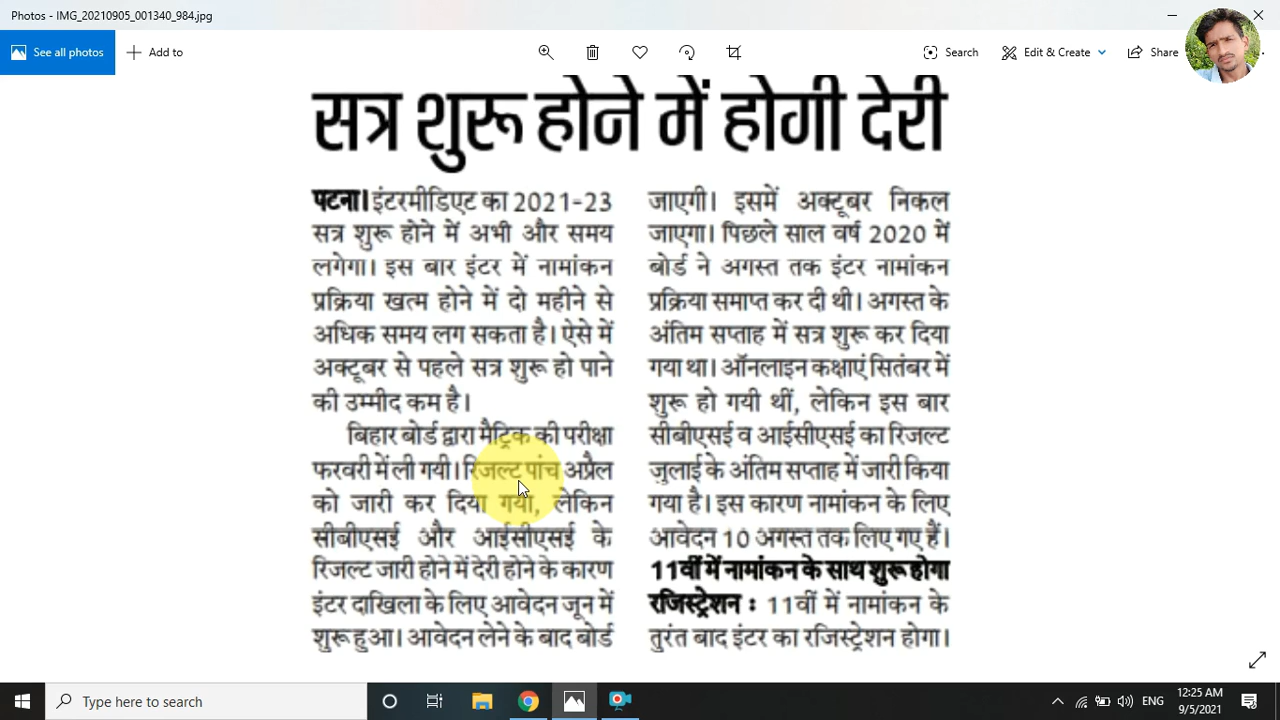 Photos - IMG_20210905_001340_984.jpg
See all photos
Add to
Search
Edit & Create
Share
सत्र शुरू होने में होगी देरी
पटना। इंटरमीडिएट का 2021-23
सत्र शुरू होने में अभी और समय
लगेगा। इस बार इंटर में नामांकन
प्रक्रिया खत्म होने में दो महीने से
अधिक समय लग सकता है। ऐसे में
अक्टूबर से पहले सत्र शुरू हो पाने
की उम्मीद कम है।
बिहार बोर्ड द्वारा मैट्रिक की परीक्षा
फरवरी में ली गयी। रिजल्ट पांच अप्रैल
को जारी कर दिया गया, लेकिन
सीबीएसई और आईसीएसई के
रिजल्ट जारी होने में देरी होने के कारण
इंटर दाखिला के लिए आवेदन जून में
शुरू हुआ। आवेदन लेने के बाद बोर्ड
जाएगी। इसमें अक्टूबर निकल
जाएगा। पिछले साल वर्ष 2020 में
बोर्ड ने अगस्त तक इंटर नामांकन
प्रक्रिया समाप्त कर दी थी। अगस्त के
अंतिम सप्ताह में सत्र शुरू कर दिया
गया था। ऑनलाइन कक्षाएं सितंबर में
शुरू हो गयी थीं, लेकिन इस बार
सीबीएसई व आईसीएसई का रिजल्ट
जुलाई के अंतिम सप्ताह में जारी किया
गया है। इस कारण नामांकन के लिए
आवेदन 10 अगस्त तक लिए गए हैं।
11वीं में नामांकन के साथ शुरू होगा
रजिस्ट्रेशन : 11वीं में नामांकन के
तुरंत बाद इंटर का रजिस्ट्रेशन होगा।
Type here to search
ENG
12:25 AM
9/5/2021